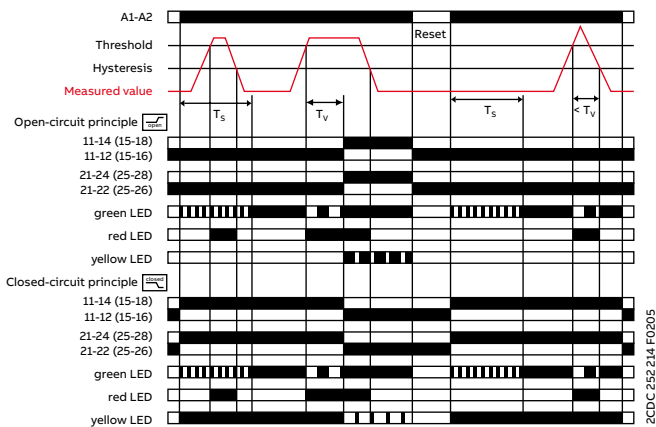 A1-A2
Reset
Threshold
Hysteresis
Measured value
Ts
Tv
Ts
< Tv
Open-circuit principle open
11-14 (15-18)
11-12 (15-16)
21-24 (25-28)
21-22 (25-26)
green LED
red LED
yellow LED
Closed-circuit principle closed
11-14 (15-18)
11-12 (15-16)
21-24 (25-28)
21-22 (25-26)
green LED
red LED
yellow LED
2CDC 252 214 F0205